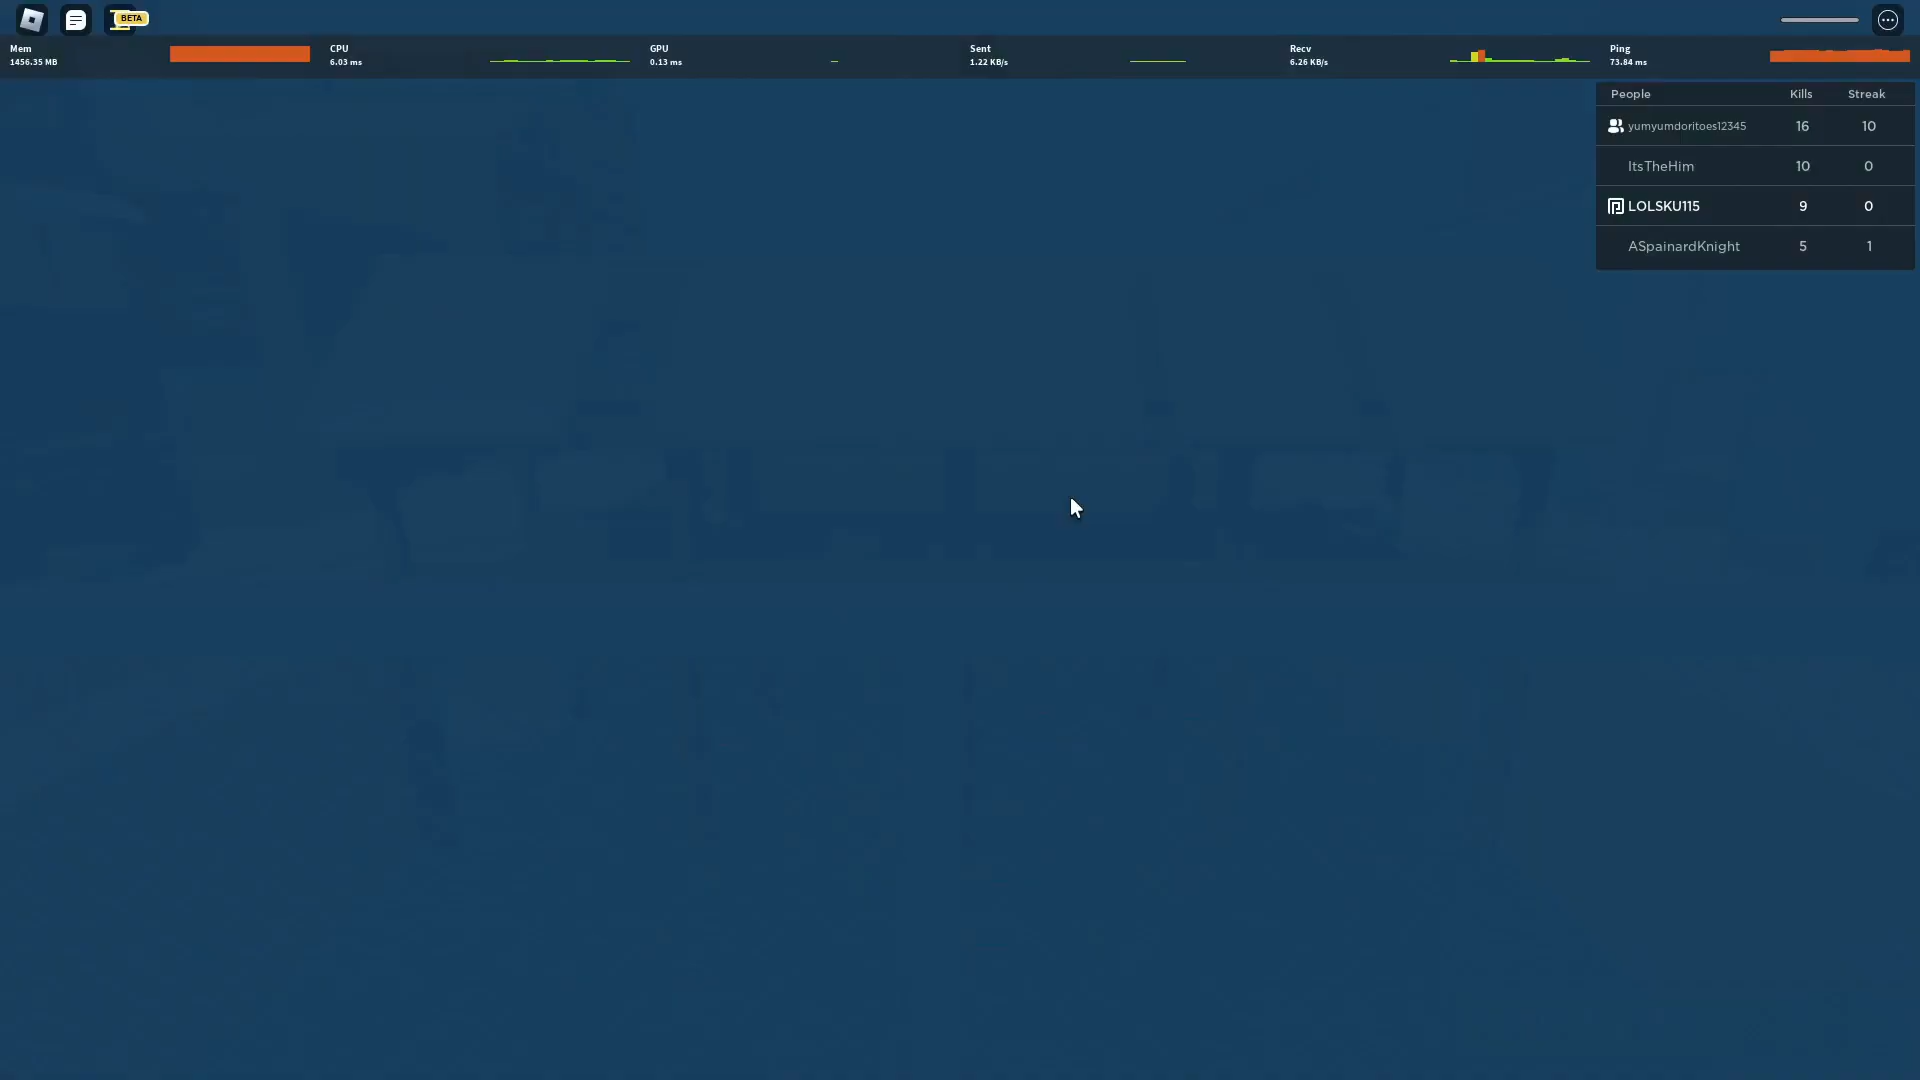 BETA
Mem
1456.35 MB
CPU
6.03 ms
GPU
0.13 ms
Sent
1.22 KB/s
Recv
6.26 KB/s
Ping
73.84 ms
People Kills Streak
yumyumdoritoes12345 16 10
ItsTheHim 10 0
LOLSKU115 9 0
ASpainardKnight 5 1